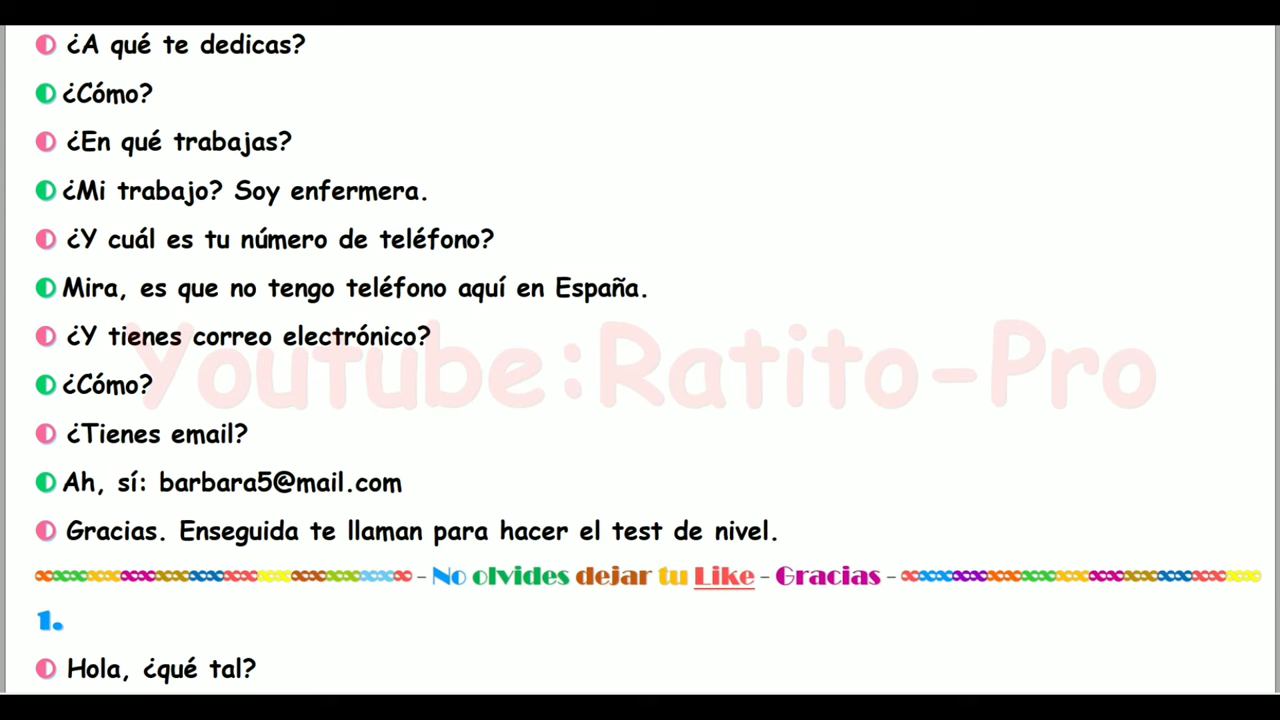 ¿A qué te dedicas?
¿Cómo?
¿En qué trabajas?
¿Mi trabajo? Soy enfermera.
¿Y cuál es tu número de teléfono?
Mira, es que no tengo teléfono aquí en España.
¿Y tienes correo electrónico?
Youtube:Ratito-Pro
¿Cómo?
¿Tienes email?
Ah, sí: barbara5@mail.com
Gracias. Enseguida te llaman para hacer el test de nivel.
- No olvides dejar tu Like - Gracias -
1.
Hola, ¿qué tal?